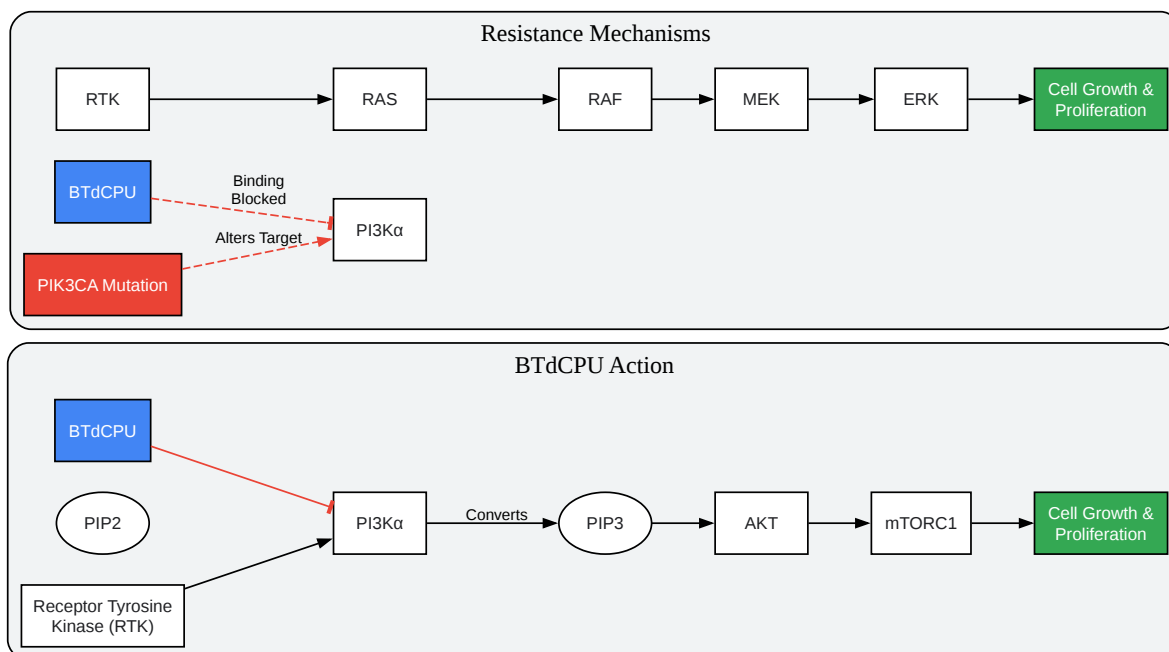 Resistance Mechanisms
RTK
RAS
RAF
MEK
ERK
Cell Growth &
Proliferation
BTdCPU
Binding
Blocked
PI3Kα
Alters Target
PIK3CA Mutation
BTdCPU Action
BTdCPU
PIP2
PI3Kα
Converts
PIP3
AKT
mTORC1
Cell Growth &
Proliferation
Receptor Tyrosine
Kinase (RTK)